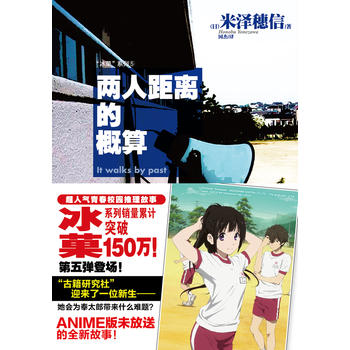 [日]米泽穗信 著
Honobu Yonezawa
国杰 译
"冰菓"系列5
两人距离
的
概算
It walks by past
超人气青春校园推理故事
冰菓
系列销量累计
突破
150万!
第五弹登场!
"古籍研究社"
迎来了一位新生——
她会为奉太郎带来什么难题?
ANIME版未放送
的全新故事!